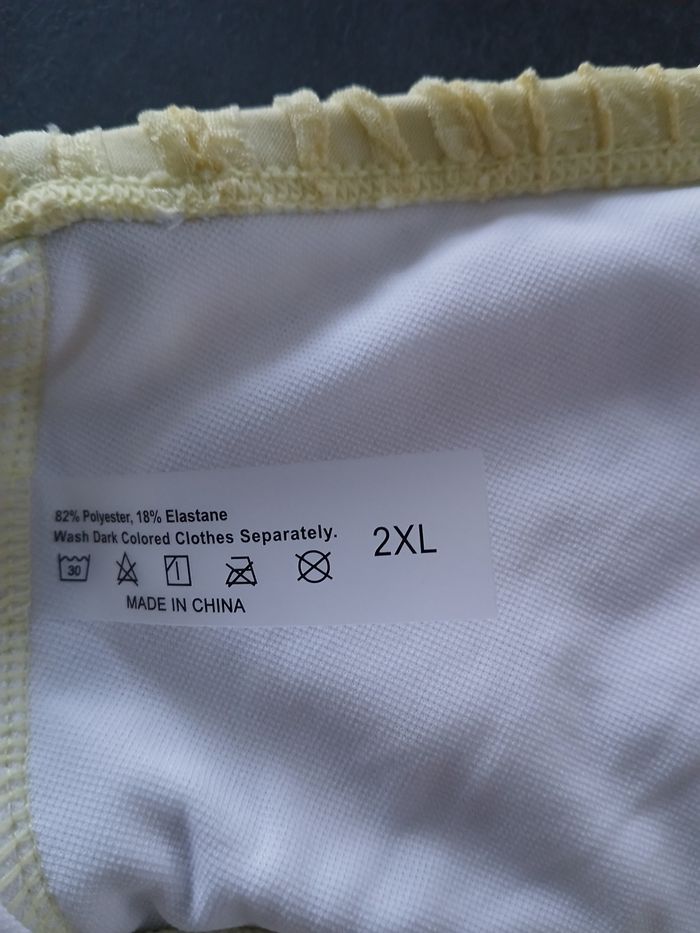 82% Polyester, 18% Elastane
Wash Dark Colored Clothes Separately.
2XL
30
MADE IN CHINA